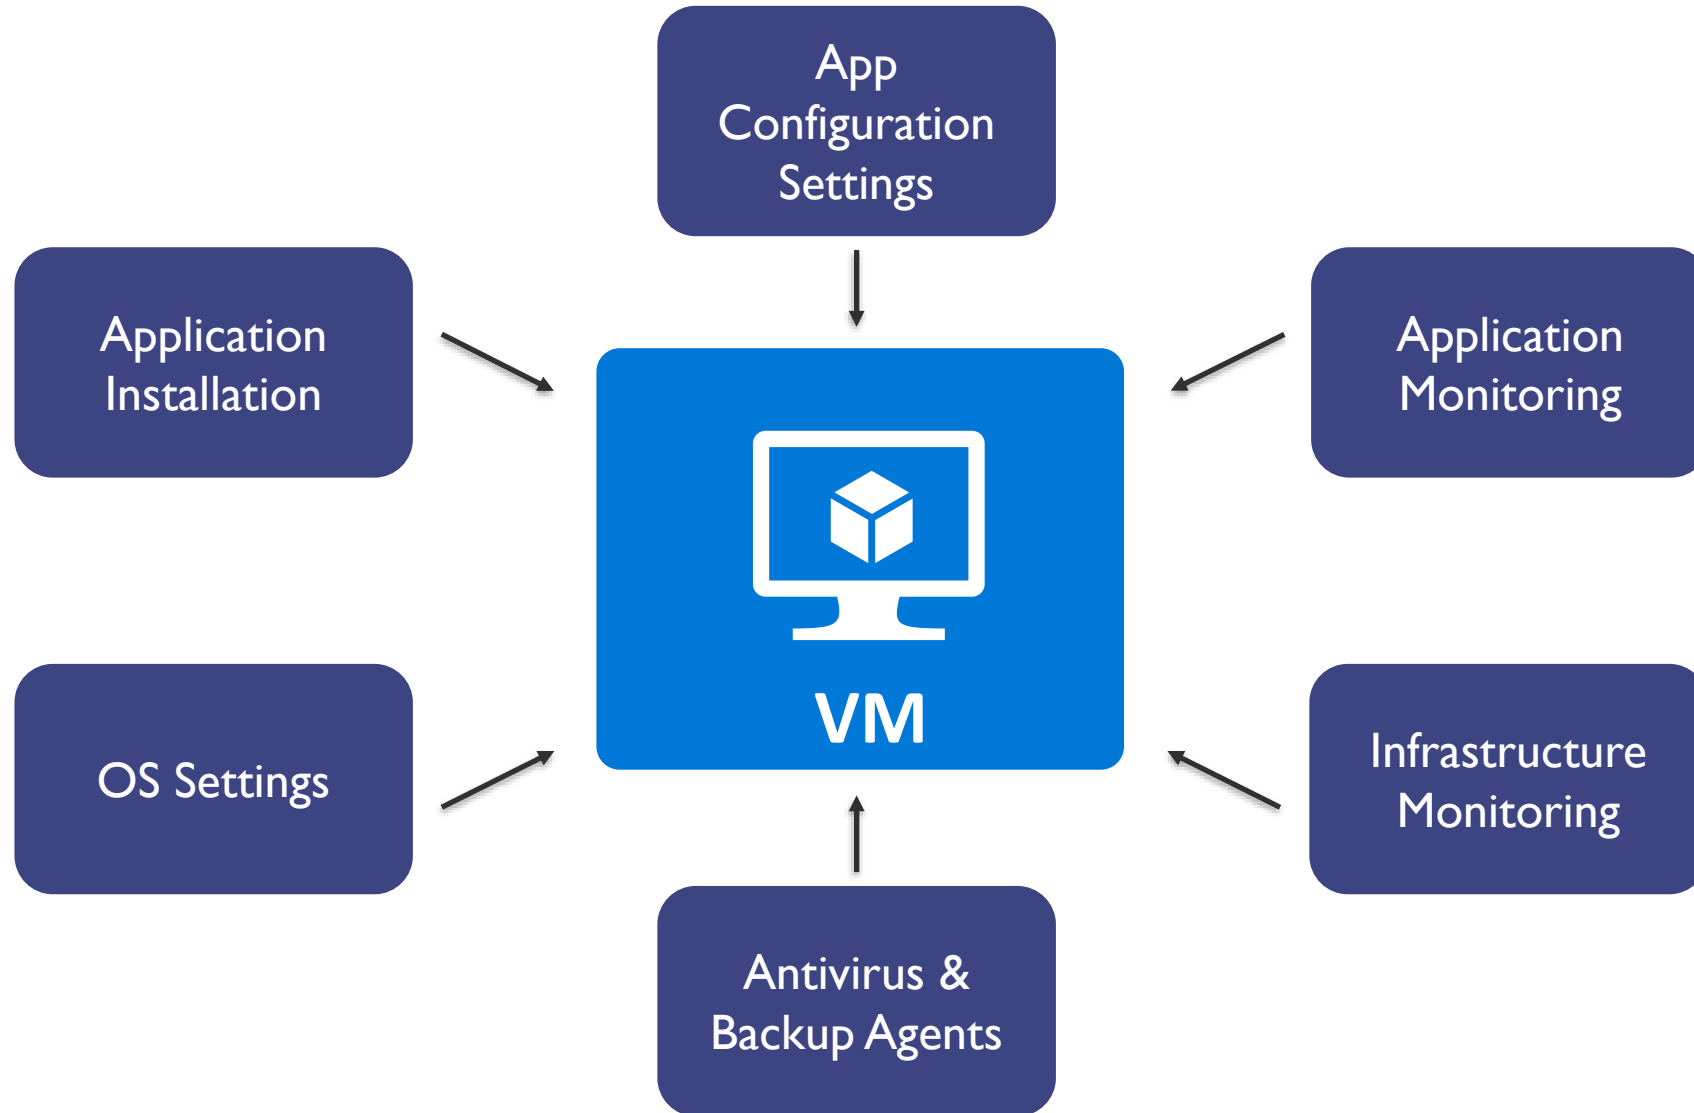 App
Configuration
Settings
Application
Installation
Application
Monitoring
VM
OS Settings
Infrastructure
Monitoring
Antivirus &
Backup Agents